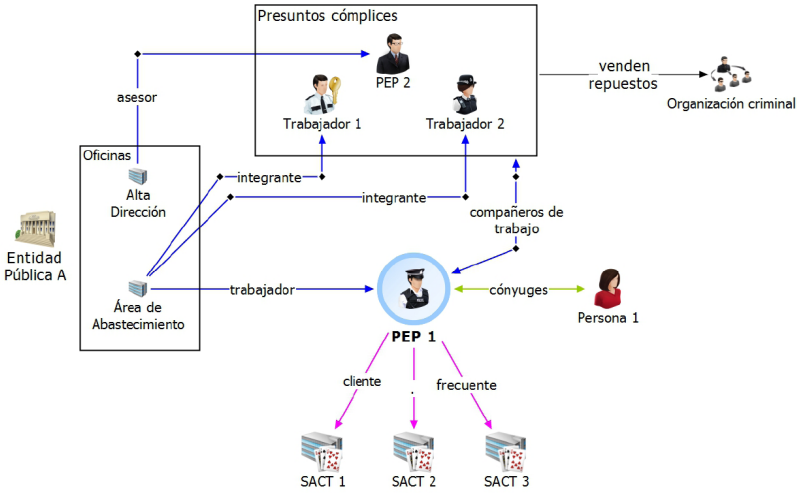 Presuntos cómplices
PEP 2
asesor
Trabajador 1
Trabajador 2
venden
repuestos
Organización criminal
Oficinas
Alta
Dirección
integrante
integrante
compañeros de
trabajo
Entidad
Pública A
Área de
Abastecimiento
trabajador
cónyuges
Persona 1
PEP 1
cliente
.
frecuente
SACT 1
SACT 2
SACT 3